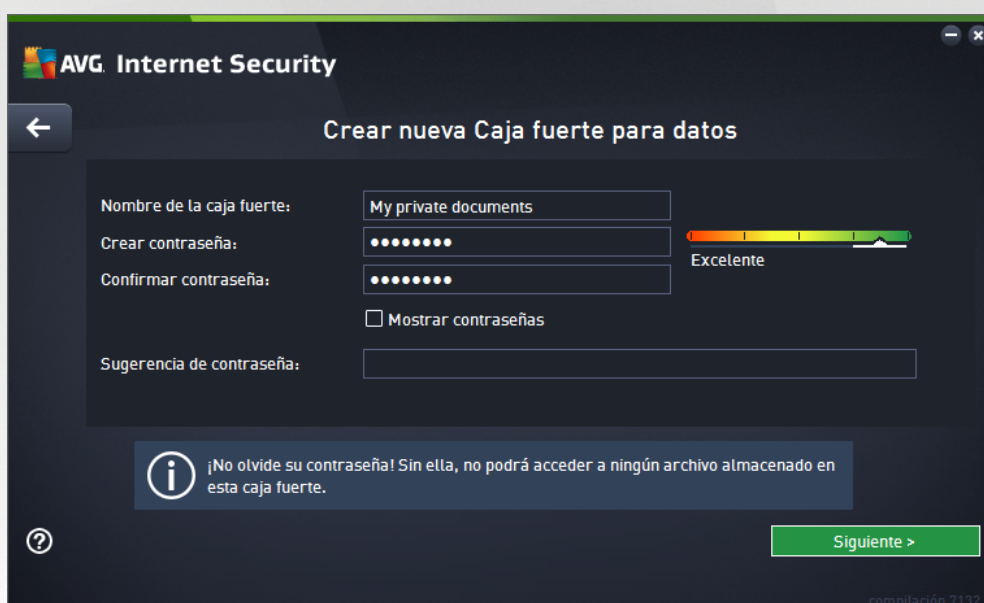 AVG. Internet Security
Crear nueva Caja fuerte para datos
Nombre de la caja fuerte: My private documents
Crear contraseña: ●●●●●●●●
Excelente
Confirmar contraseña: ●●●●●●●●
Mostrar contraseñas
Sugerencia de contraseña:
¡No olvide su contraseña! Sin ella, no podrá acceder a ningún archivo almacenado en
esta caja fuerte.
Siguiente >
compilación 7132